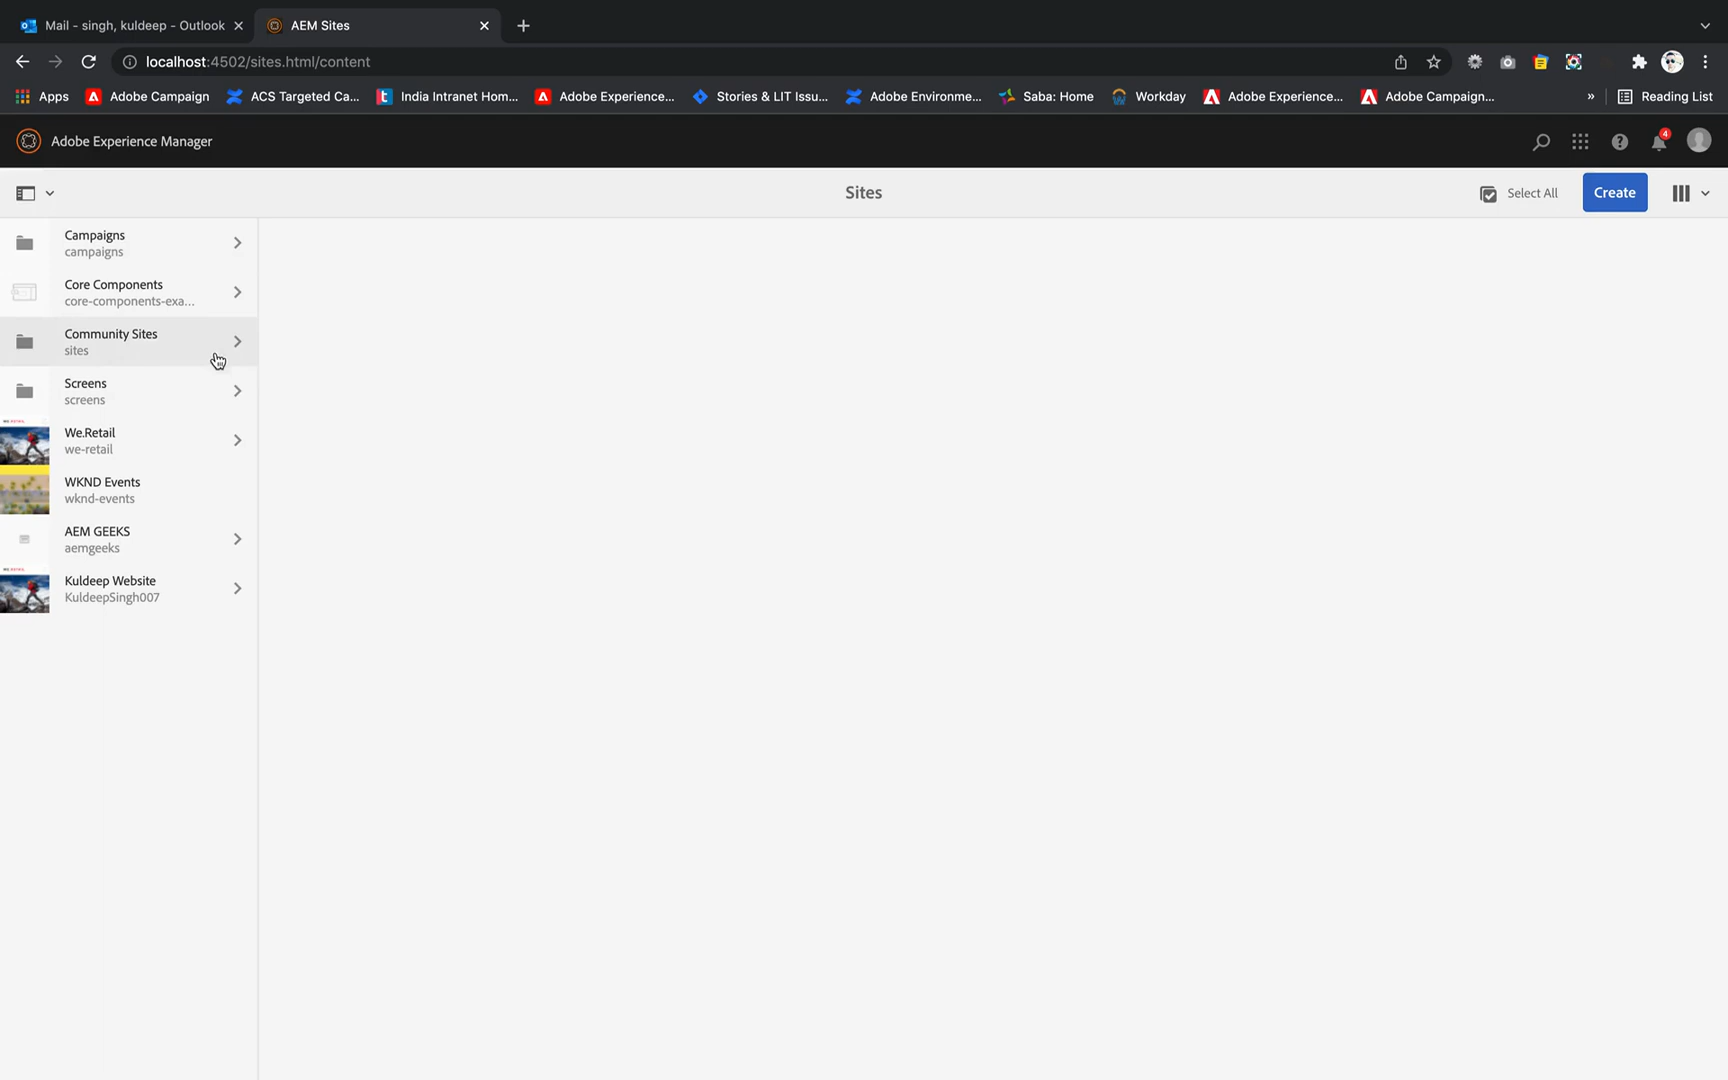 Mail - singh, kuldeep - Outlook
AEM Sites
localhost:4502/sites.html/content
Apps
Adobe Campaign
ACS Targeted Ca...
India Intranet Hom...
Adobe Experience...
Stories & LIT Issu...
Adobe Environme...
Saba: Home
Workday
Adobe Experience...
Adobe Campaign...
»
Reading List
Adobe Experience Manager
4
Sites
Select All
Create
Campaigns
campaigns
Core Components
core-components-exa...
Community Sites
sites
Screens
screens
We.Retail
we-retail
WKND Events
wknd-events
AEM GEEKS
aemgeeks
Kuldeep Website
KuldeepSingh007